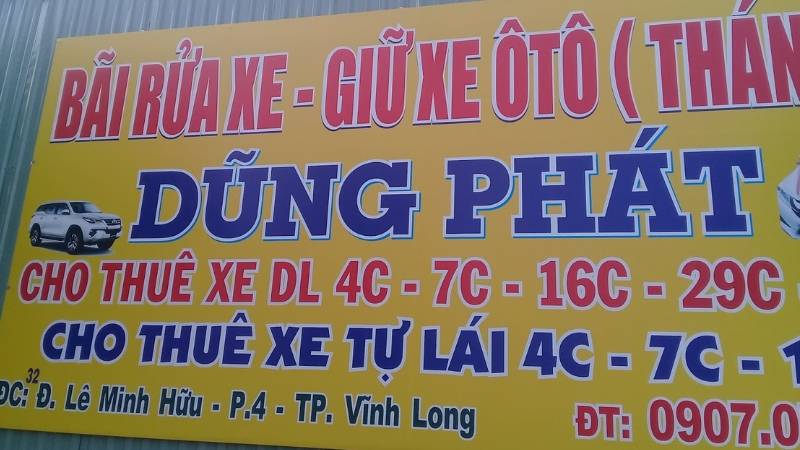 BÃI RỬA XE - GIỮ XE ÔTÔ ( THÁN
DŨNG PHÁT
CHO THUÊ XE DL 4C - 7C - 16C - 29C -
CHO THUÊ XE TỰ LÁI 4C - 7C - 1
ĐC: 32 Đ. Lê Minh Hữu - P.4 - TP. Vĩnh Long
ĐT: 0907.0